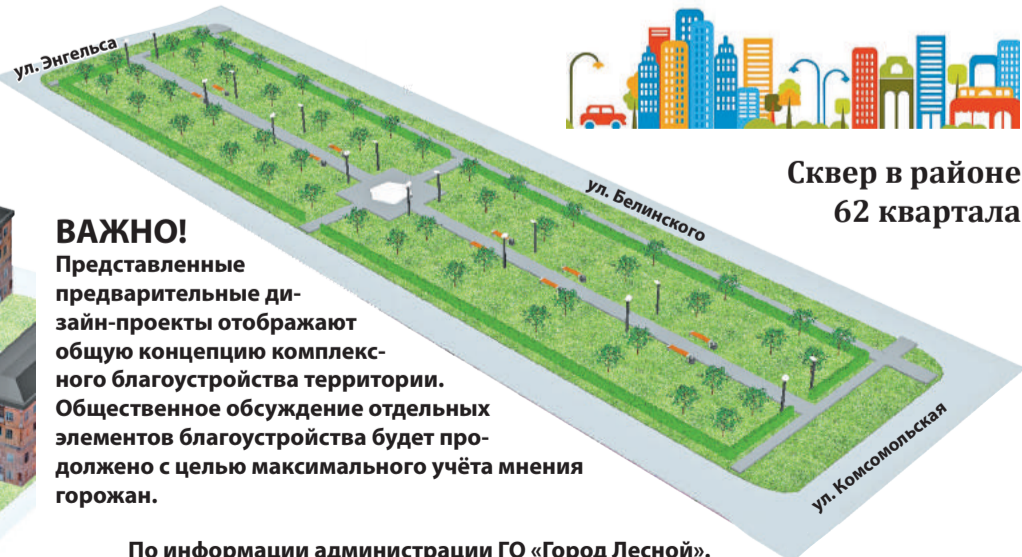 ул. Энгельса
ул. Белинского
Сквер в районе
62 квартала
ВАЖНО!
Представленные
предварительные ди-
зайн-проекты отображают
общую концепцию комплекс-
ного благоустройства территории.
Общественное обсуждение отдельных
элементов благоустройства будет про-
должено с целью максимального учёта мнения
горожан.
ул. Комсомольская
По информации администрации ГО «Город Лесной».